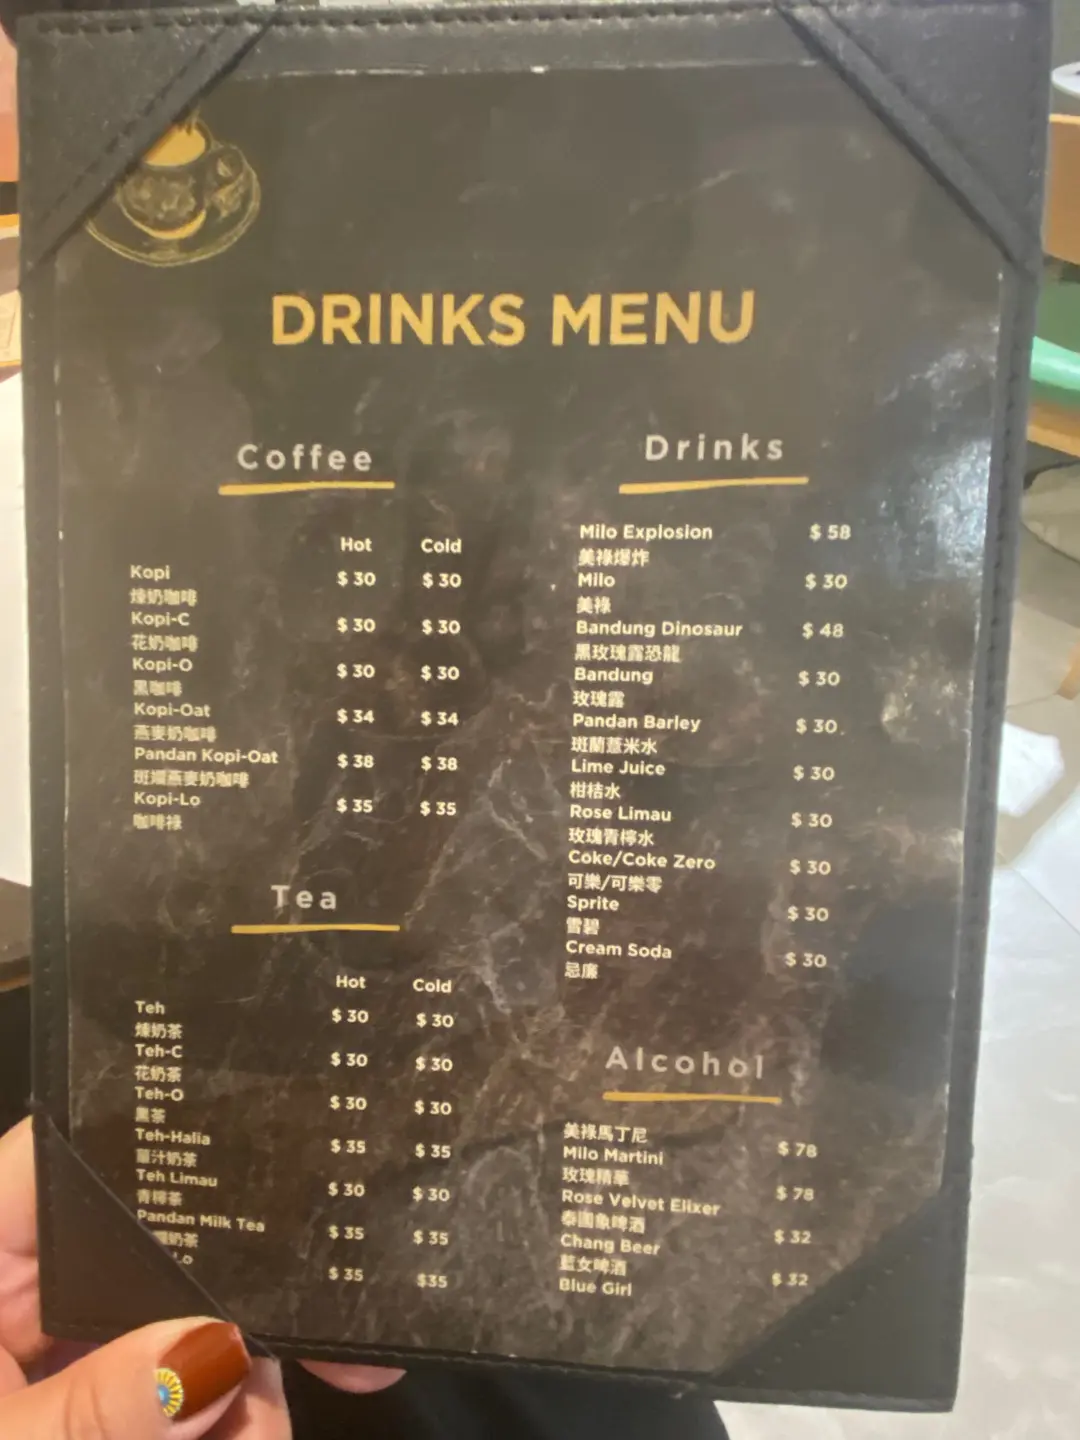 DRINKS MENU
Coffee
Hot Cold
Kopi $ 30 $ 30
煉奶咖啡
Kopi-C $ 30 $ 30
花奶咖啡
Kopi-O $ 30 $ 30
黑咖啡
Kopi-Oat $ 34 $ 34
燕麥奶咖啡
Pandan Kopi-Oat $ 38 $ 38
斑斕燕麥奶咖啡
Kopi-Lo $ 35 $ 35
咖啡祿
Tea
Hot Cold
Teh $ 30 $ 30
煉奶茶
Teh-C $ 30 $ 30
花奶茶
Teh-O $ 30 $ 30
黑茶
Teh-Halia $ 35 $ 35
薑汁奶茶
Teh Limau $ 30 $ 30
青檸茶
Pandan Milk Tea $ 35 $ 35
奶茶
Lo $ 35 $35
Drinks
Milo Explosion $ 58
美祿爆炸
Milo $ 30
美祿
Bandung Dinosaur $ 48
黑玫瑰露恐龍
Bandung $ 30
玫瑰露
Pandan Barley $ 30
斑蘭薏米水
Lime Juice $ 30
柑桔水
Rose Limau $ 30
玫瑰青檸水
Coke/Coke Zero $ 30
可樂/可樂零
Sprite $ 30
雪碧
Cream Soda $ 30
忌廉
Alcohol
美祿馬丁尼
Milo Martini $ 78
玫瑰精華
Rose Velvet Elixer $ 78
泰國象啤酒
Chang Beer $ 32
藍女啤酒
Blue Girl $ 32